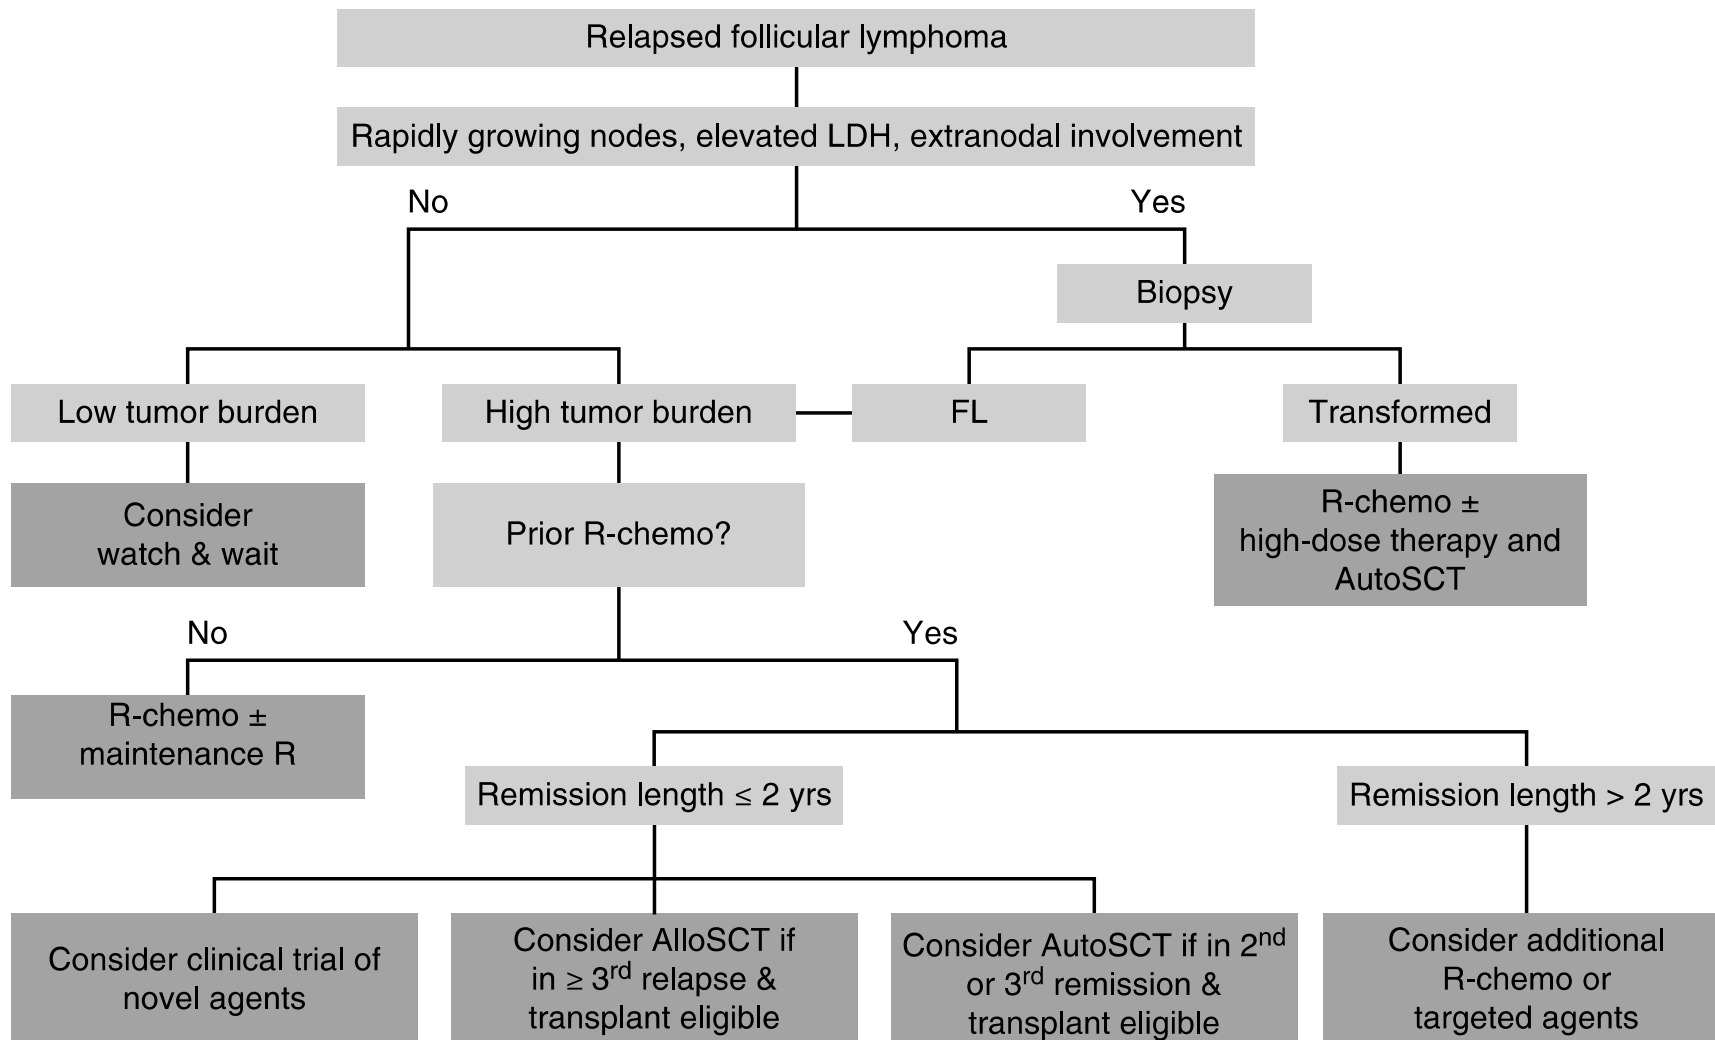 Relapsed follicular lymphoma
Rapidly growing nodes, elevated LDH, extranodal involvement
No
Yes
Biopsy
Low tumor burden
High tumor burden
FL
Transformed
Consider
watch & wait
Prior R-chemo?
R-chemo ±
high-dose therapy and
AutoSCT
No
Yes
R-chemo ±
maintenance R
Remission length ≤ 2 yrs
Remission length > 2 yrs
Consider clinical trial of
novel agents
Consider AlloSCT if
in ≥ 3rd relapse &
transplant eligible
Consider AutoSCT if in 2nd
or 3rd remission &
transplant eligible
Consider additional
R-chemo or
targeted agents